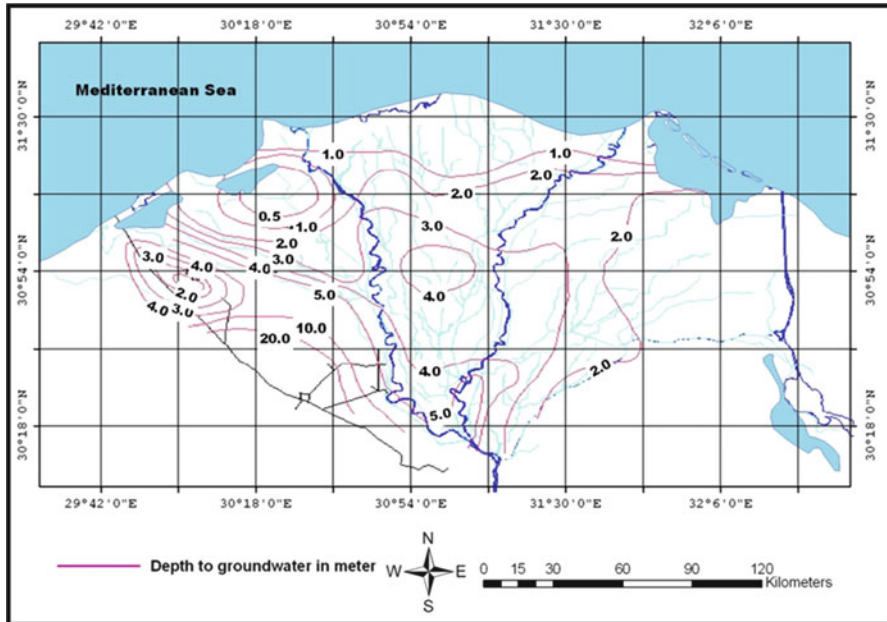 29°42'0"E 30°18'0"E 30°54'0"E 31°30'0"E 32°6'0"E
Mediterranean Sea
31°30'0"N 31°30'0"N
1.0 1.0
2.0 2.0
0.5 1.0 3.0
2.0 2.0
3.0 4.0 3.0
4.0
30°54'0"N 30°54'0"N
2.0 5.0 4.0
4.0 3.0
20.0 10.0
4.0 2.0
5.0
30°18'0"N 30°18'0"N
29°42'0"E 30°18'0"E 30°54'0"E 31°30'0"E 32°6'0"E
Depth to groundwater in meter
N
W E
S
0 15 30 60 90 120
Kilometers